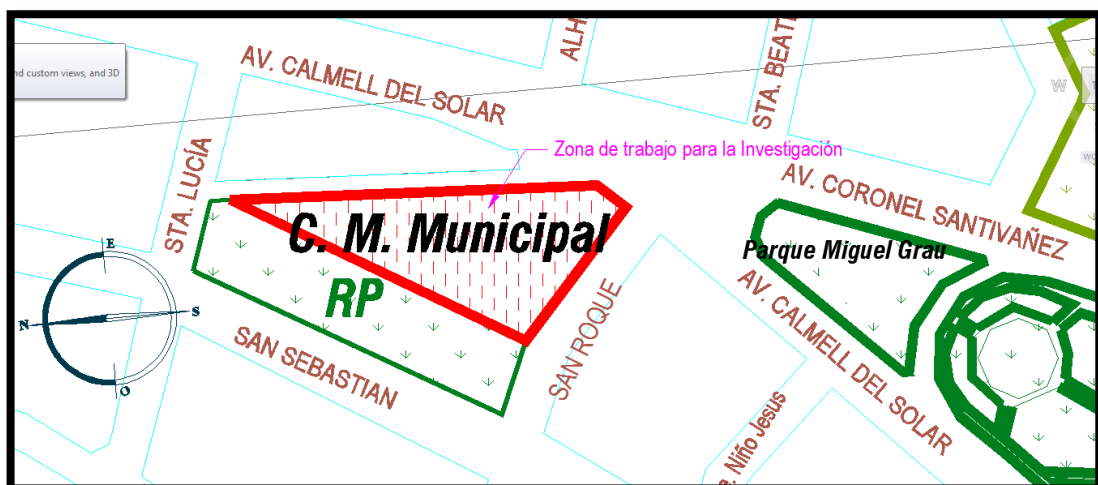 nd custom views, and 3D
AV. CALMELL DEL SOLAR
ALH
STA. BEAT
W
Zona de trabajo para la Investigación
STA. LUCÍA
AV. CORONEL SANTIVAÑEZ
C. M. Municipal
Parque Miguel Grau
E
N
S
O
RP
SAN SEBASTIAN
SAN ROQUE
AV. CALMELL DEL SOLAR
Niño Jesus